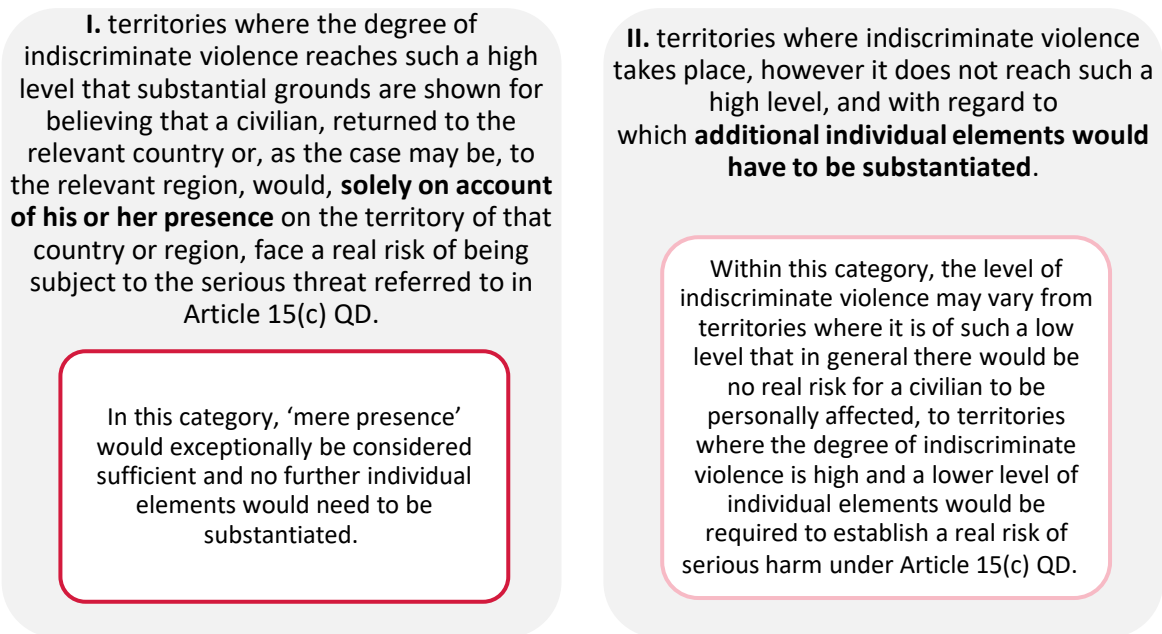 I. territories where the degree of
indiscriminate violence reaches such a high
level that substantial grounds are shown for
believing that a civilian, returned to the
relevant country or, as the case may be, to
the relevant region, would, solely on account
of his or her presence on the territory of that
country or region, face a real risk of being
subject to the serious threat referred to in
Article 15(c) QD.
In this category, ‘mere presence’
would exceptionally be considered
sufficient and no further individual
elements would need to be
substantiated.
II. territories where indiscriminate violence
takes place, however it does not reach such a
high level, and with regard to
which additional individual elements would
have to be substantiated.
Within this category, the level of
indiscriminate violence may vary from
territories where it is of such a low
level that in general there would be
no real risk for a civilian to be
personally affected, to territories
where the degree of indiscriminate
violence is high and a lower level of
individual elements would be
required to establish a real risk of
serious harm under Article 15(c) QD.